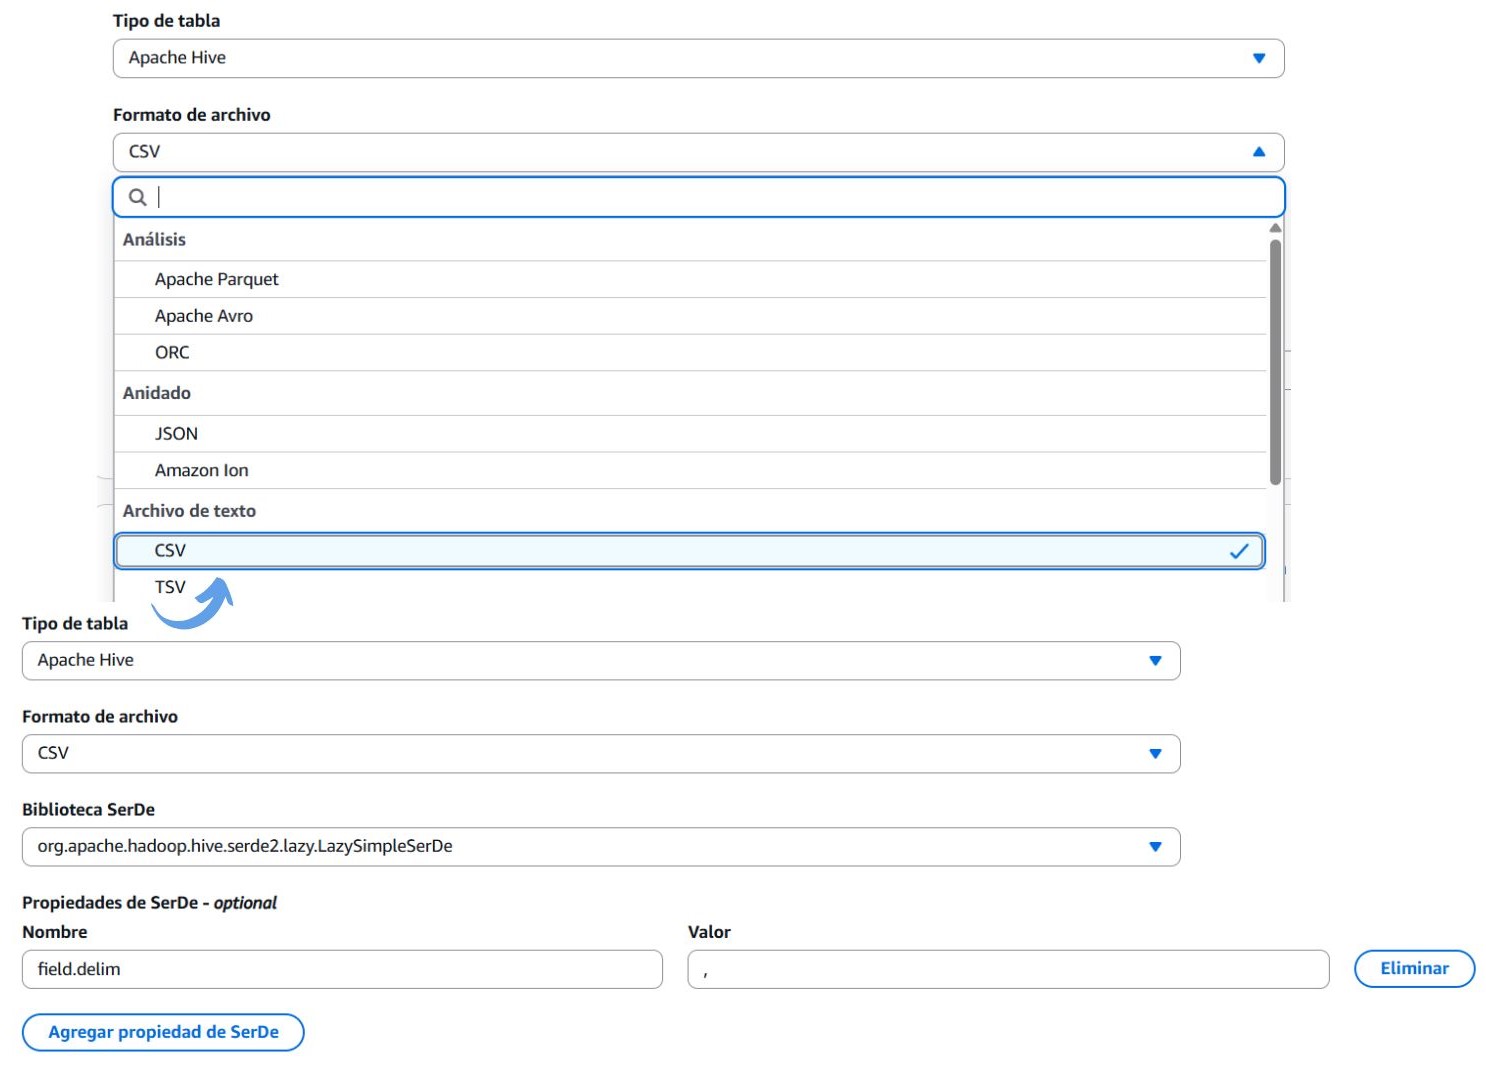 Tipo de tabla
Apache Hive
Formato de archivo
CSV
Análisis
Apache Parquet
Apache Avro
ORC
Anidado
JSON
Amazon Ion
Archivo de texto
CSV
TSV
Tipo de tabla
Apache Hive
Formato de archivo
CSV
Biblioteca SerDe
org.apache.hadoop.hive.serde2.lazy.LazySimpleSerDe
Propiedades de SerDe - optional
Nombre Valor
field.delim , Eliminar
Agregar propiedad de SerDe